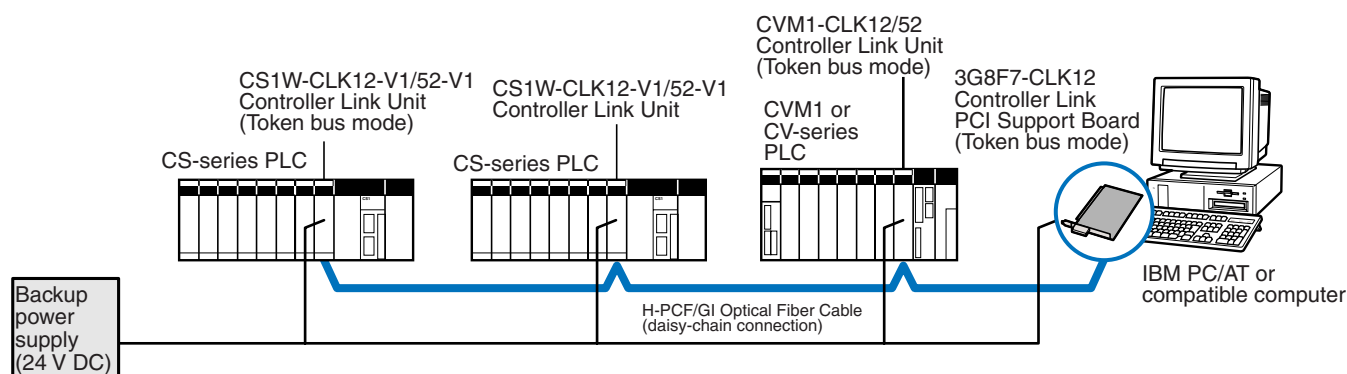 CS1W-CLK12-V1/52-V1
Controller Link Unit
(Token bus mode)
CS-series PLC
CS1W-CLK12-V1/52-V1
Controller Link Unit
CS-series PLC
CVM1-CLK12/52
Controller Link Unit
(Token bus mode)
CVM1 or
CV-series
PLC
3G8F7-CLK12
Controller Link
PCI Support Board
(Token bus mode)
CS1
CS1
IBM PC/AT or
compatible computer
H-PCF/GI Optical Fiber Cable
(daisy-chain connection)
Backup
power
supply
(24 V DC)